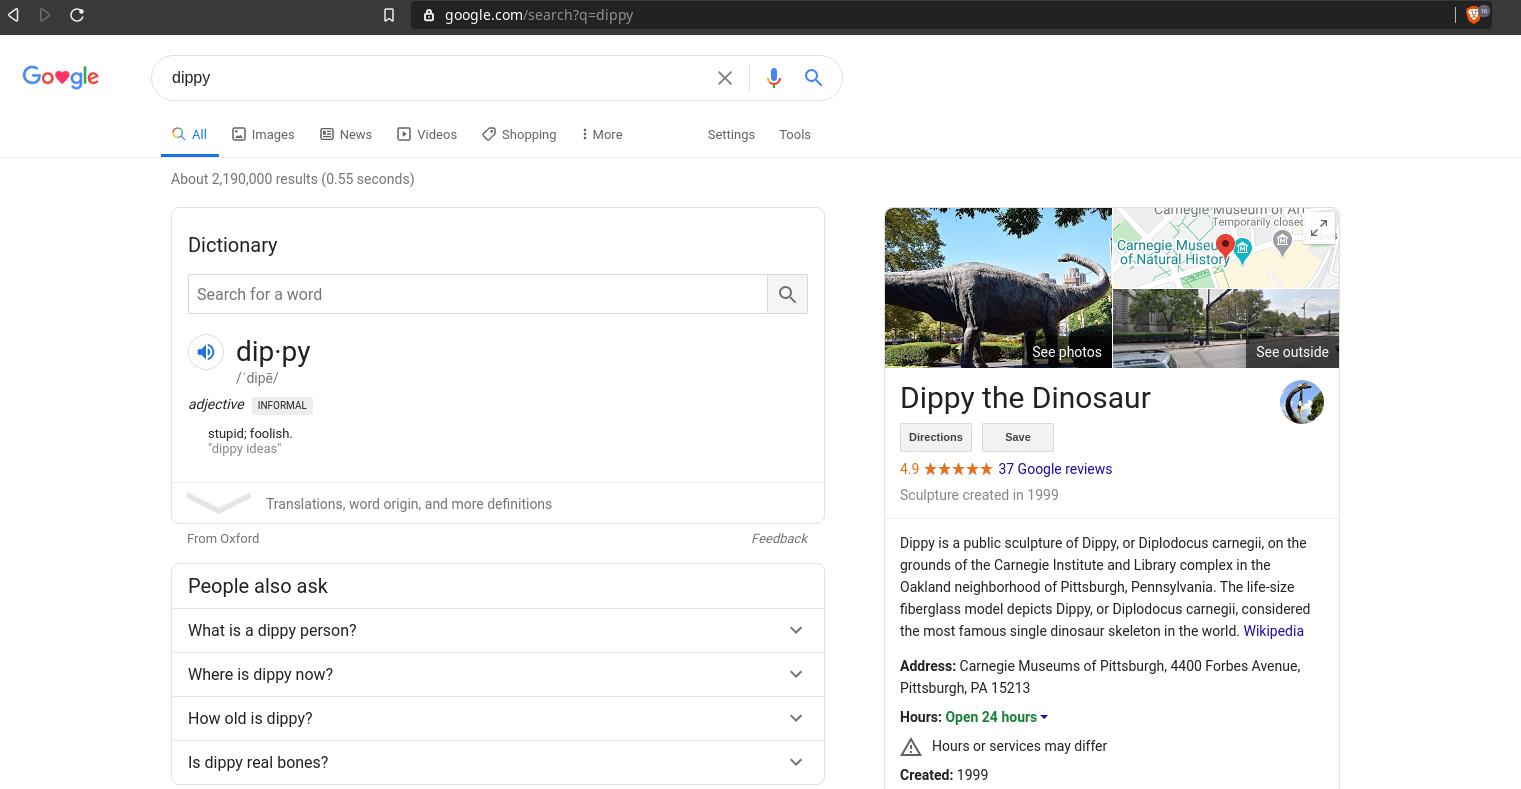 google.com/search?q=dippy
16
Go gle
dippy
All
Images
News
Videos
Shopping
More
Settings
Tools
About 2,190,000 results (0.55 seconds)
Dictionary
Search for a word
dip·py
/ˈdipē/
adjective INFORMAL
stupid; foolish.
"dippy ideas"
Translations, word origin, and more definitions
From Oxford
Feedback
People also ask
What is a dippy person?
Where is dippy now?
How old is dippy?
Is dippy real bones?
See photos
Carnegie Museum of Art
Temporarily closed
Carnegie Museu
of Natural History
See outside
Dippy the Dinosaur
Directions
Save
4.9 ★★★★★ 37 Google reviews
Sculpture created in 1999
Dippy is a public sculpture of Dippy, or Diplodocus carnegii, on the
grounds of the Carnegie Institute and Library complex in the
Oakland neighborhood of Pittsburgh, Pennsylvania. The life-size
fiberglass model depicts Dippy, or Diplodocus carnegii, considered
the most famous single dinosaur skeleton in the world. Wikipedia
Address: Carnegie Museums of Pittsburgh, 4400 Forbes Avenue,
Pittsburgh, PA 15213
Hours: Open 24 hours
Hours or services may differ
Created: 1999